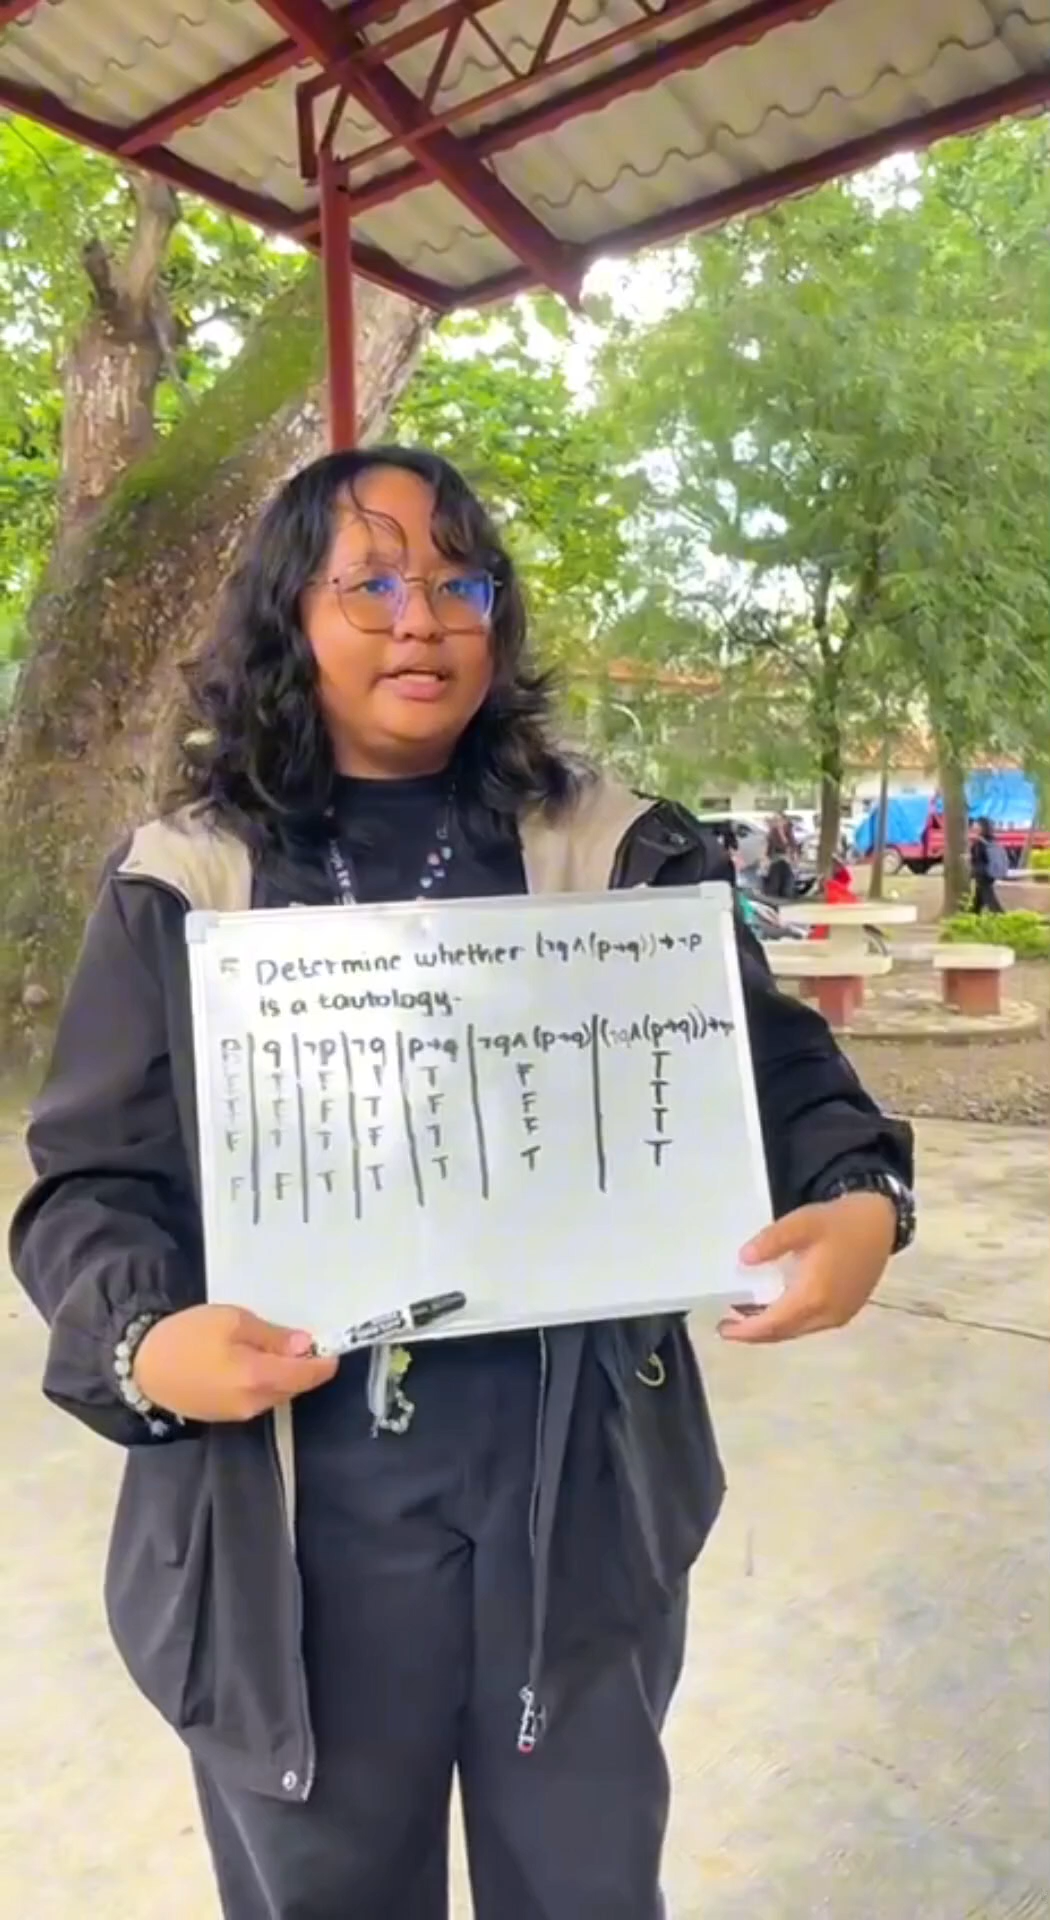 5 Determine whether (¬q∧(p→q))→¬p
is a tautology.
p | q | ¬p | ¬q | p→q | ¬q∧(p→q) | (¬q∧(p→q))→¬p
T F T T F T
F F T F F T
F T T F T F T
F F T T T T T